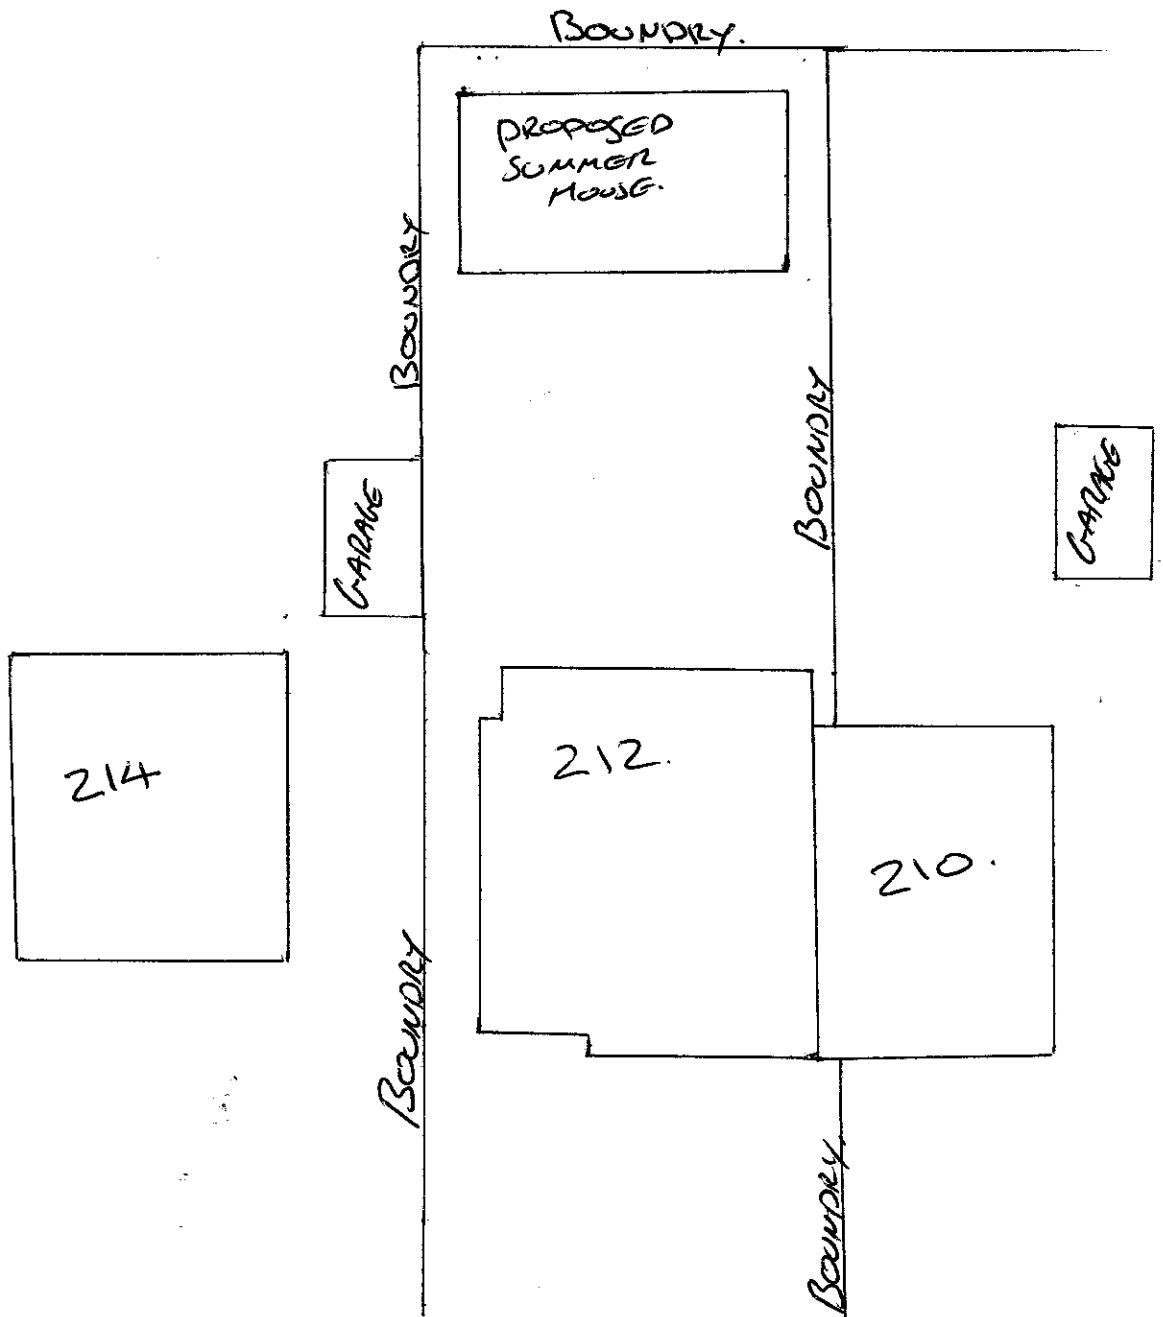 BOUNDRY.
PROPOSED
SUMMER
HOUSE.
BOUNDRY
BOUNDRY
GARAGE
GARAGE
214
212.
210.
BOUNDRY
BOUNDRY.